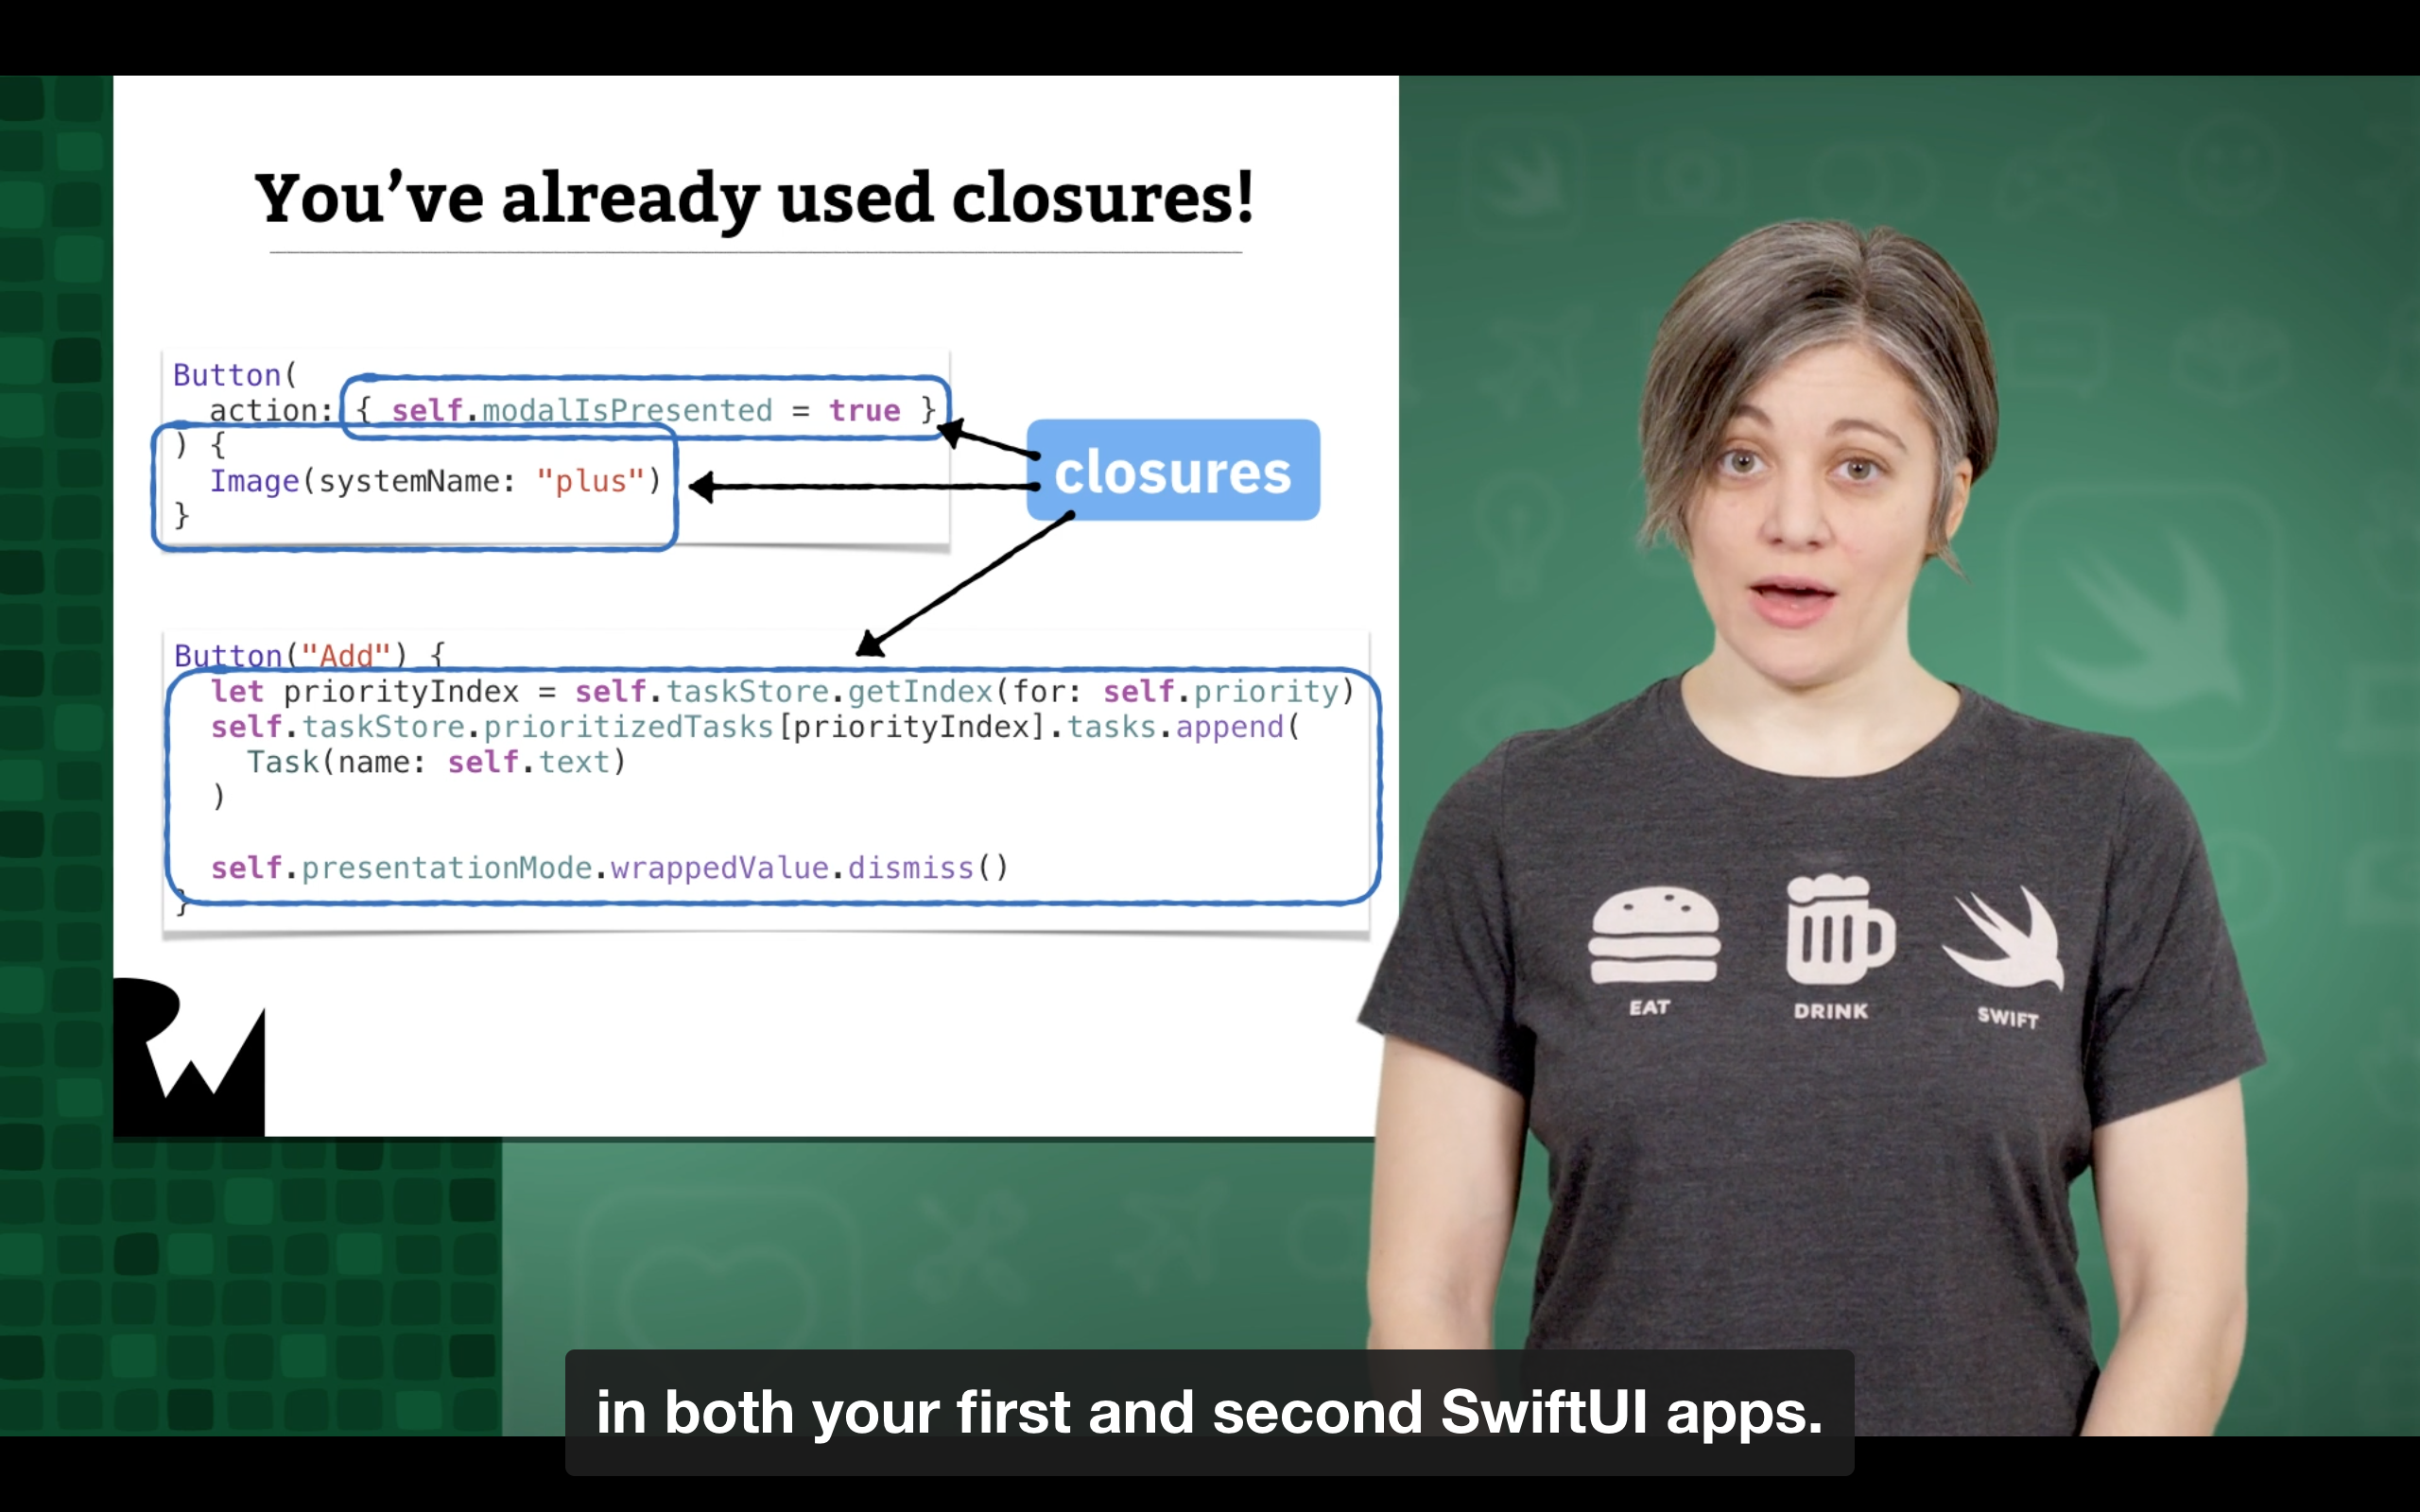 You’ve already used closures!
Button(
action: { self.modalIsPresented = true }
) {
Image(systemName: "plus")
}
closures
Button("Add") {
let priorityIndex = self.taskStore.getIndex(for: self.priority)
self.taskStore.prioritizedTasks[priorityIndex].tasks.append(
Task(name: self.text)
)
self.presentationMode.wrappedValue.dismiss()
}
EAT DRINK SWIFT
in both your first and second SwiftUI apps.